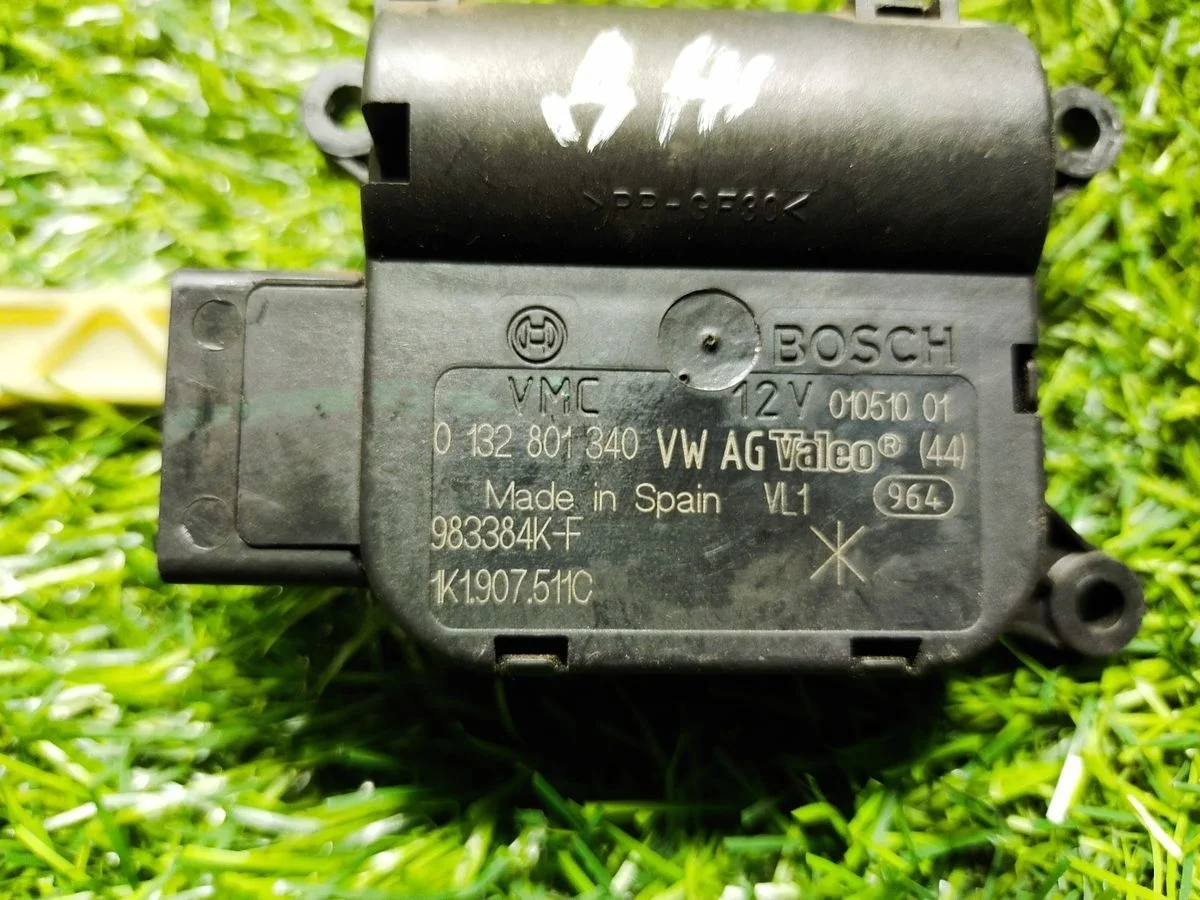 >PP-GF30<
BOSCH
VMC 12V 010510 01
0 132 801 340 VW AG Valeo® (44)
Made in Spain VL1 964
983384K-F
1K1.907.511C